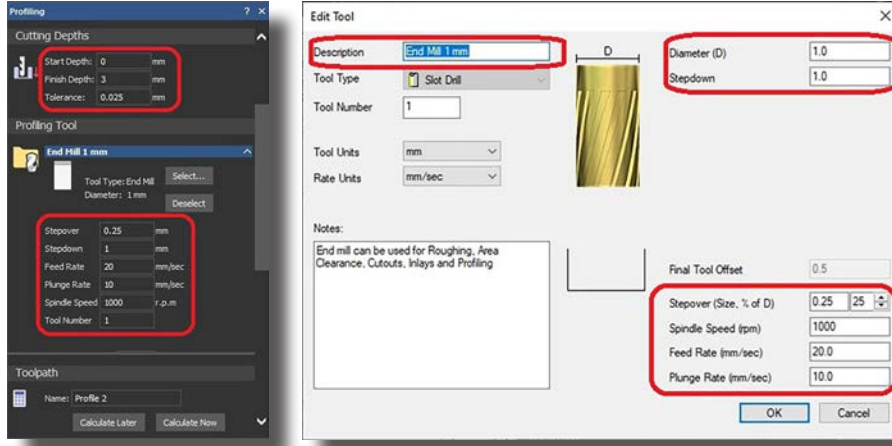 Profiling ? ×
Cutting Depths
Start Depth: 0 mm
Finish Depth: 3 mm
Tolerance: 0.025 mm
Profiling Tool
End Mill 1 mm
Tool Type: End Mill
Diameter: 1 mm
Select...
Deselect
Stepover 0.25 mm
Stepdown 1 mm
Feed Rate 20 mm/sec
Plunge Rate 10 mm/sec
Spindle Speed 1000 r.p.m
Tool Number 1
Toolpath
Name: Profile 2
Calculate Later Calculate Now
Edit Tool ×
Description End Mill 1 mm
Tool Type Slot Drill
Tool Number 1
Tool Units mm
Rate Units mm/sec
D
Diameter (D) 1.0
Stepdown 1.0
Notes:
End mill can be used for Roughing, Area
Clearance, Cutouts, Inlays and Profiling
Final Tool Offset 0.5
Stepover (Size, % of D) 0.25 25
Spindle Speed (rpm) 1000
Feed Rate (mm/sec) 20.0
Plunge Rate (mm/sec) 10.0
OK Cancel